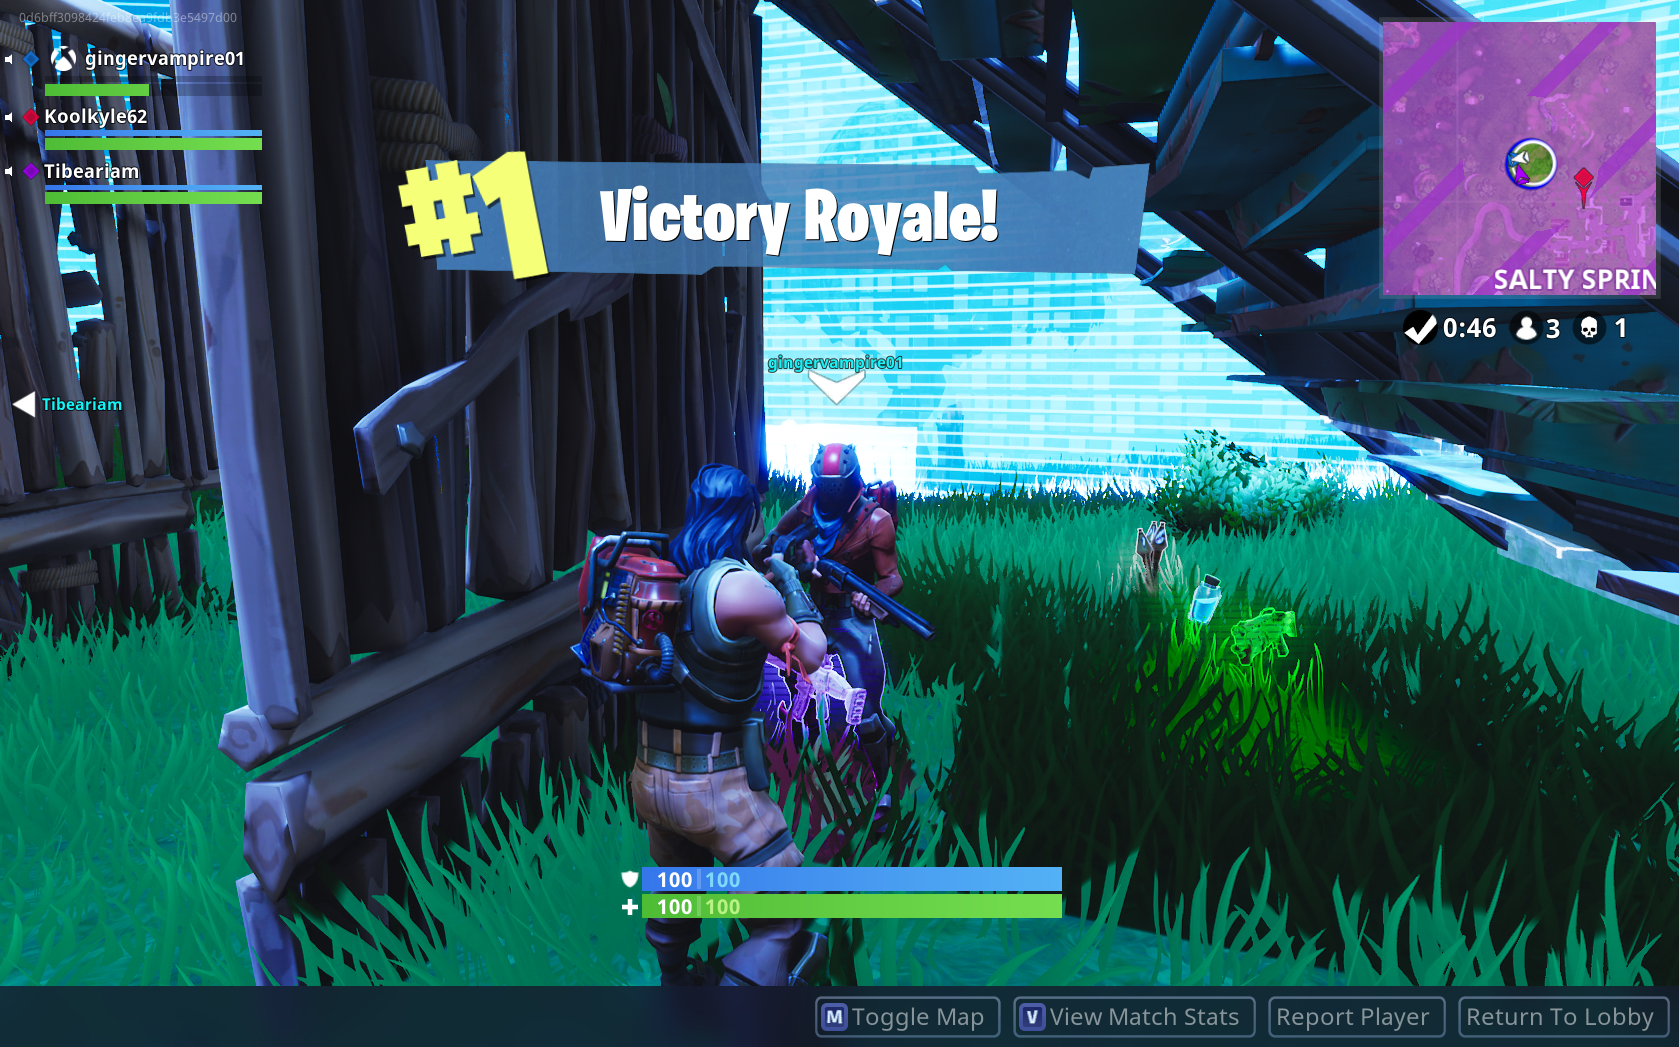 gingervampire01
Koolkyle62
Tibeariam
#1 Victory Royale!
SALTY SPRIN
0:46 3 1
gingervampire01
Tibeariam
100 | 100
100 | 100
M Toggle Map
V View Match Stats
Report Player
Return To Lobby